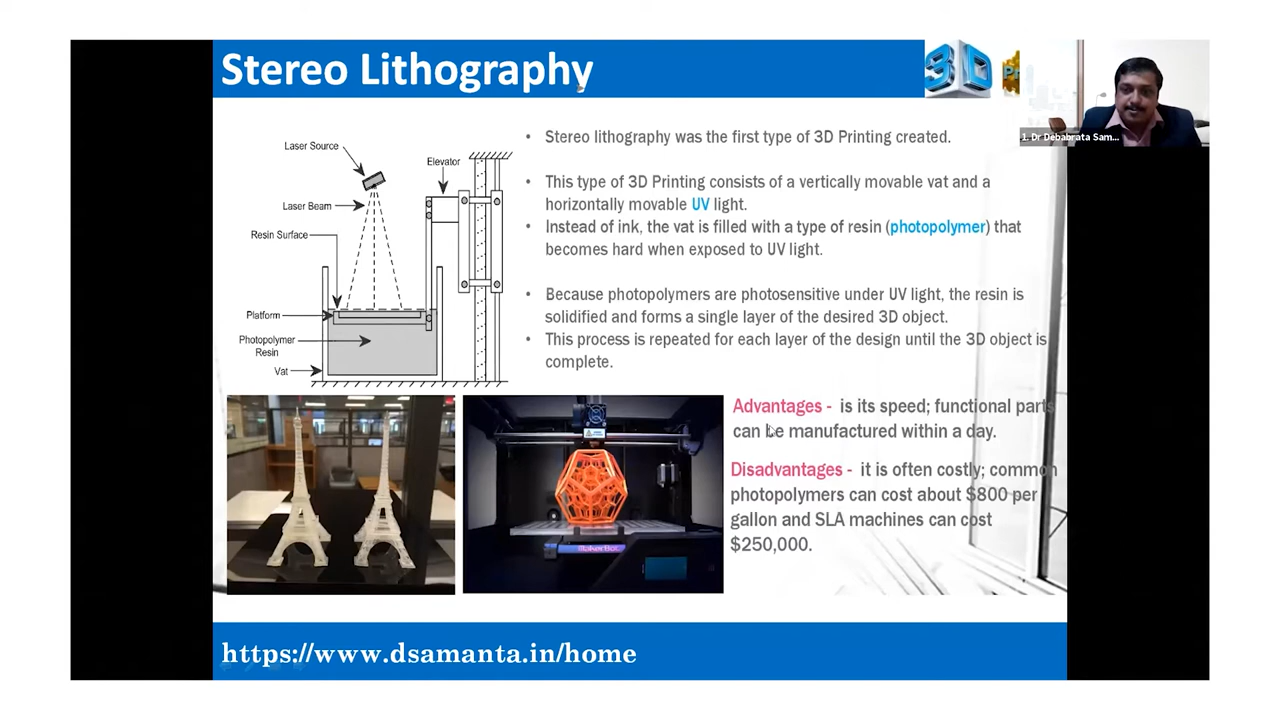 Stereo Lithography
3D
1. Dr Debabrata Sam...
Laser Source
Elevator
Laser Beam
Resin Surface
Platform
Photopolymer
Resin
Vat
• Stereo lithography was the first type of 3D Printing created.
• This type of 3D Printing consists of a vertically movable vat and a
horizontally movable UV light.
• Instead of ink, the vat is filled with a type of resin (photopolymer) that
becomes hard when exposed to UV light.
• Because photopolymers are photosensitive under UV light, the resin is
solidified and forms a single layer of the desired 3D object.
• This process is repeated for each layer of the design until the 3D object is
complete.
MakerBot
Advantages - is its speed; functional parts
can be manufactured within a day.
Disadvantages - it is often costly; common
photopolymers can cost about $800 per
gallon and SLA machines can cost
$250,000.
https://www.dsamanta.in/home